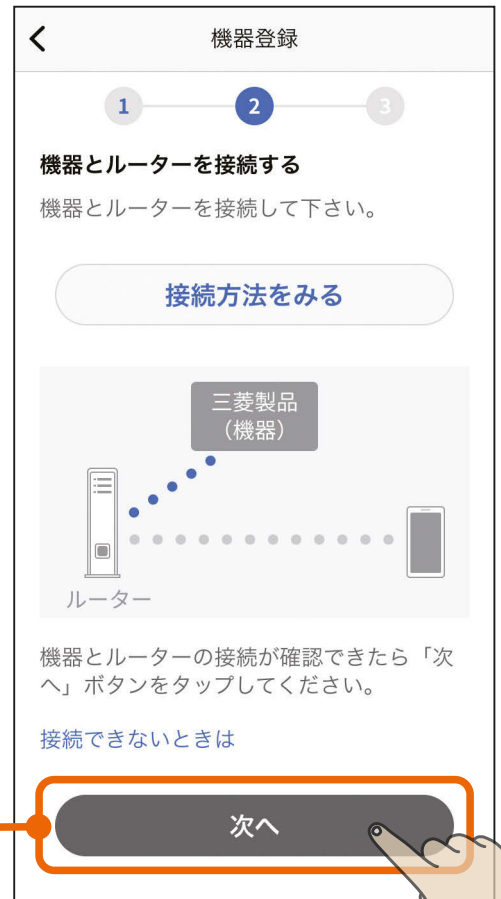 機器登録
1 2 3
機器とルーターを接続する
機器とルーターを接続して下さい。
接続方法をみる
三菱製品
（機器）
ルーター
機器とルーターの接続が確認できたら「次
へ」ボタンをタップしてください。
接続できないときは
次へ